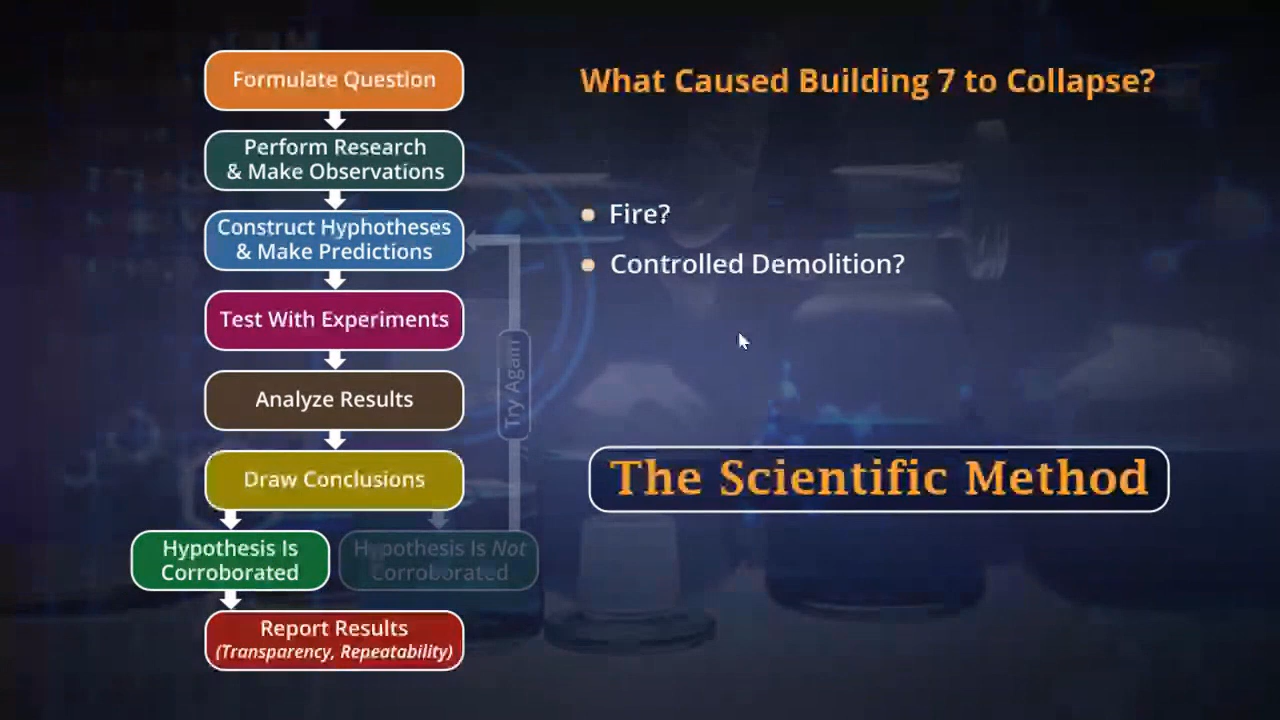 Formulate Question
Perform Research
& Make Observations
Construct Hyphotheses
& Make Predictions
Test With Experiments
Analyze Results
Draw Conclusions
Hypothesis Is
Corroborated
Hypothesis Is Not
Corroborated
Try Again
Report Results
(Transparency, Repeatability)
What Caused Building 7 to Collapse?
Fire?
Controlled Demolition?
The Scientific Method